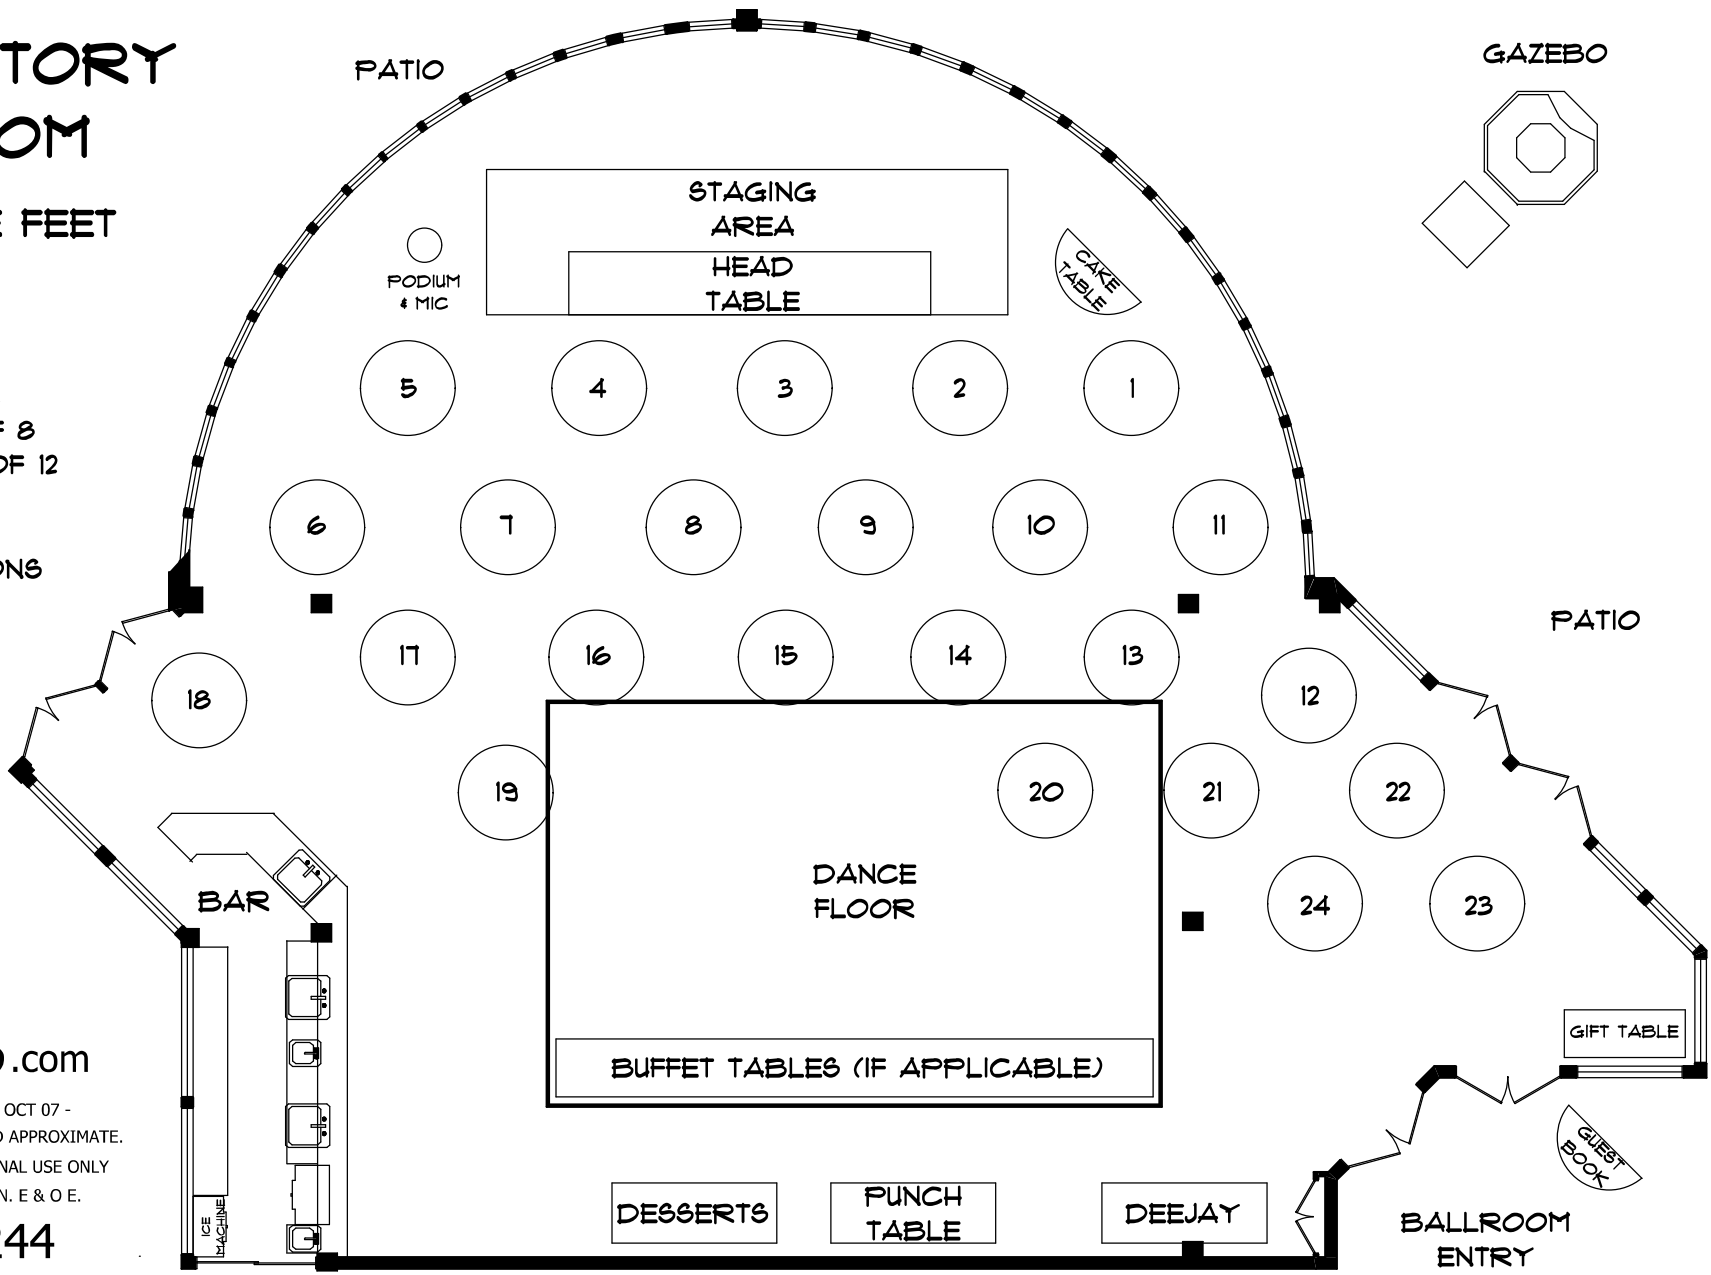 TORY
OM
FEET
F 8
OF 12
ONS
.com
OCT 07 -
APPROXIMATE.
NAL USE ONLY
N. E & O E.
244
PATIO
GAZEBO
STAGING
AREA
HEAD
TABLE
PODIUM
& MIC
CAKE
TABLE
5
4
3
2
1
6
7
8
9
10
11
PATIO
17
16
15
14
13
12
18
19
20
21
22
DANCE
FLOOR
24
23
BAR
GIFT TABLE
BUFFET TABLES (IF APPLICABLE)
GUEST
BOOK
ICE
MACHINE
DESSERTS
PUNCH
TABLE
DEEJAY
BALLROOM
ENTRY